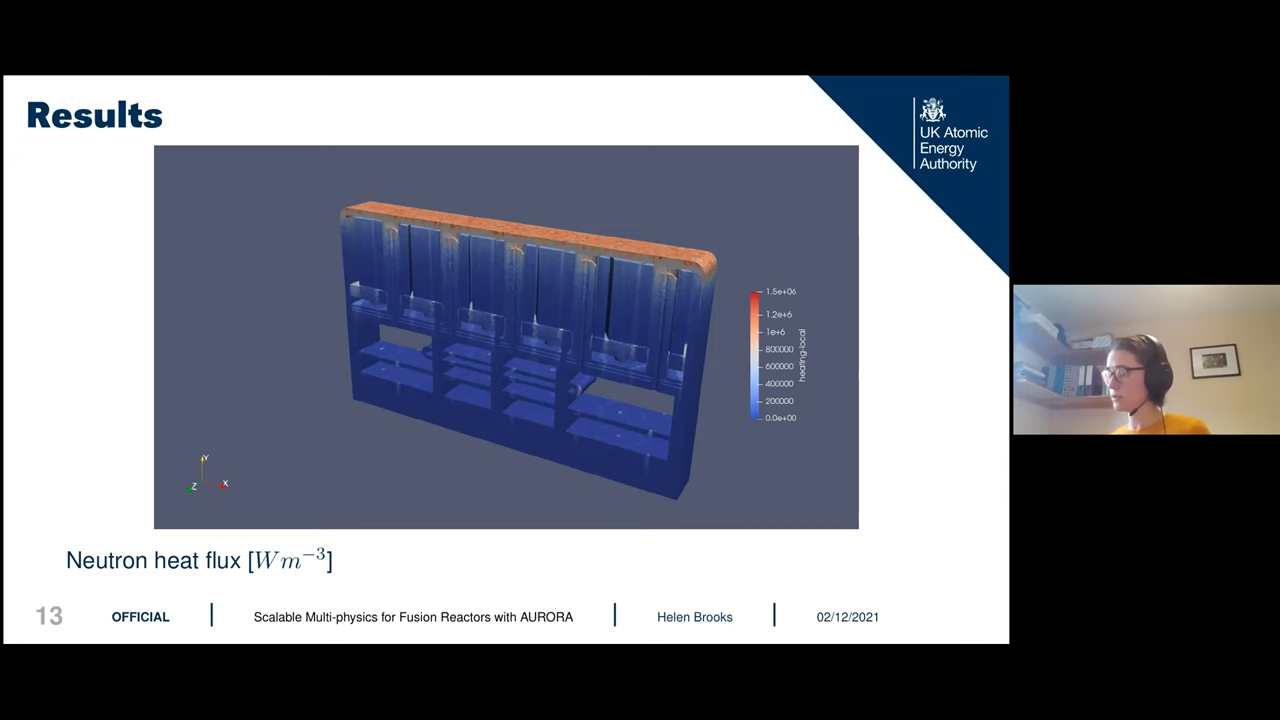 Results
UK Atomic
Energy
Authority
1.5e+06
1.2e+6
1e+6
800000
600000
400000
200000
0.0e+00
heating-local
Y
Z
X
Neutron heat flux [Wm⁻³]
13
OFFICIAL
Scalable Multi-physics for Fusion Reactors with AURORA
Helen Brooks
02/12/2021